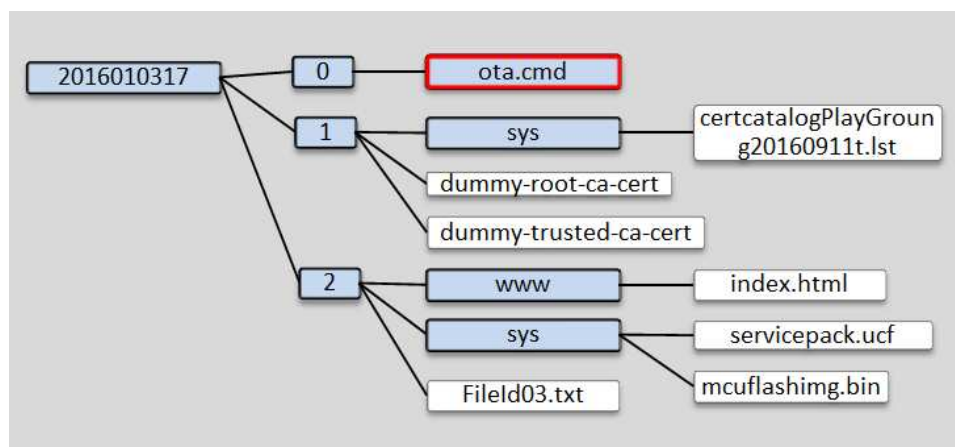 2016010317
0
ota.cmd
1
sys
certcatalogPlayGroun
g20160911t.lst
dummy-root-ca-cert
dummy-trusted-ca-cert
2
www
index.html
sys
servicepack.ucf
mcuflashimg.bin
FileId03.txt